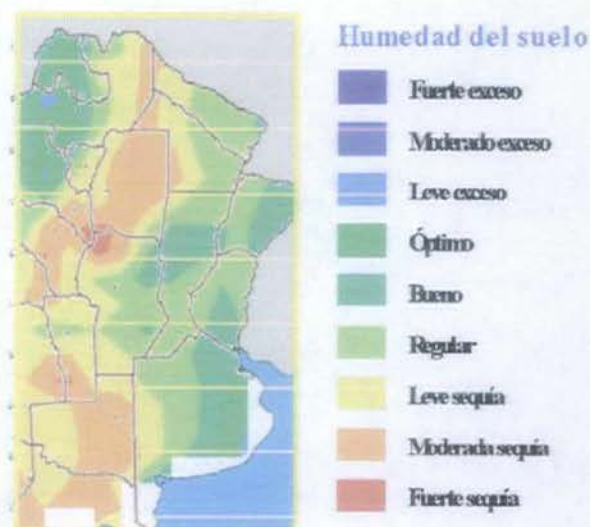 Humedad del suelo
Fuerte exceso
Moderado exceso
Leve exceso
Óptimo
Bueno
Regular
Leve sequía
Moderada sequía
Fuerte sequía